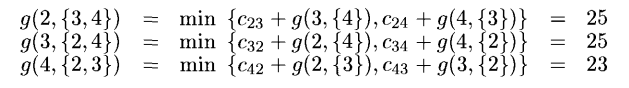 g(2,{3,4}) = min {c₂₃ + g(3,{4}), c₂₄ + g(4,{3})} = 25
g(3,{2,4}) = min {c₃₂ + g(2,{4}), c₃₄ + g(4,{2})} = 25
g(4,{2,3}) = min {c₄₂ + g(2,{3}), c₄₃ + g(3,{2})} = 23